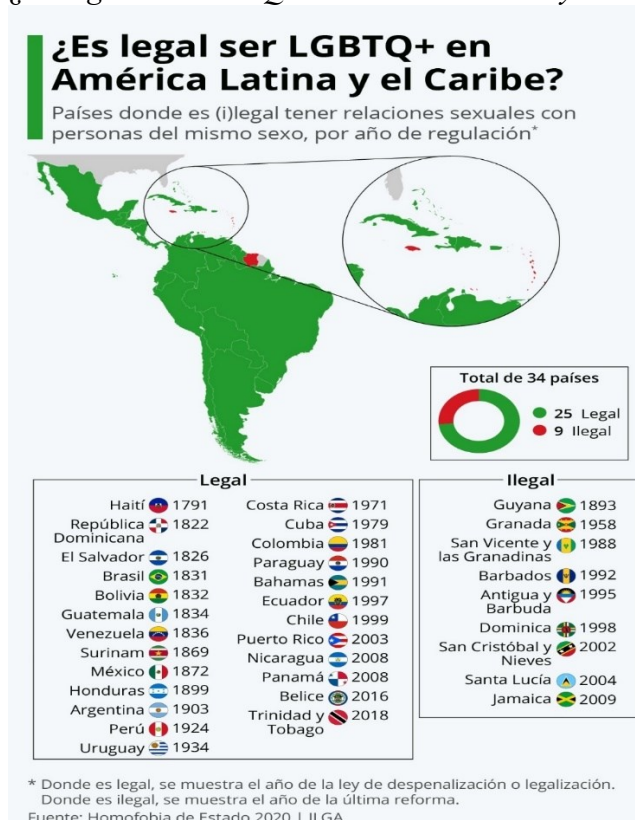 ¿Es legal ser LGBTQ+ en
América Latina y el Caribe?
Países donde es (i)legal tener relaciones sexuales con
personas del mismo sexo, por año de regulación*
Total de 34 países
25 Legal
9 Ilegal
Legal
Haití 1791
República
Dominicana 1822
El Salvador 1826
Brasil 1831
Bolivia 1832
Guatemala 1834
Venezuela 1836
Surinam 1869
México 1872
Honduras 1899
Argentina 1903
Perú 1924
Uruguay 1934
Costa Rica 1971
Cuba 1979
Colombia 1981
Paraguay 1990
Bahamas 1991
Ecuador 1997
Chile 1999
Puerto Rico 2003
Nicaragua 2008
Panamá 2008
Belice 2016
Trinidad y 2018
Tobago
Ilegal
Guyana 1893
Granada 1958
San Vicente y 1988
las Granadinas
Barbados 1992
Antigua y 1995
Barbuda
Dominica 1998
San Cristóbal y 2002
Nieves
Santa Lucía 2004
Jamaica 2009
* Donde es legal, se muestra el año de la ley de despenalización o legalización.
Donde es ilegal, se muestra el año de la última reforma.
Fuente: Homofobia de Estado 2020 | ILGA